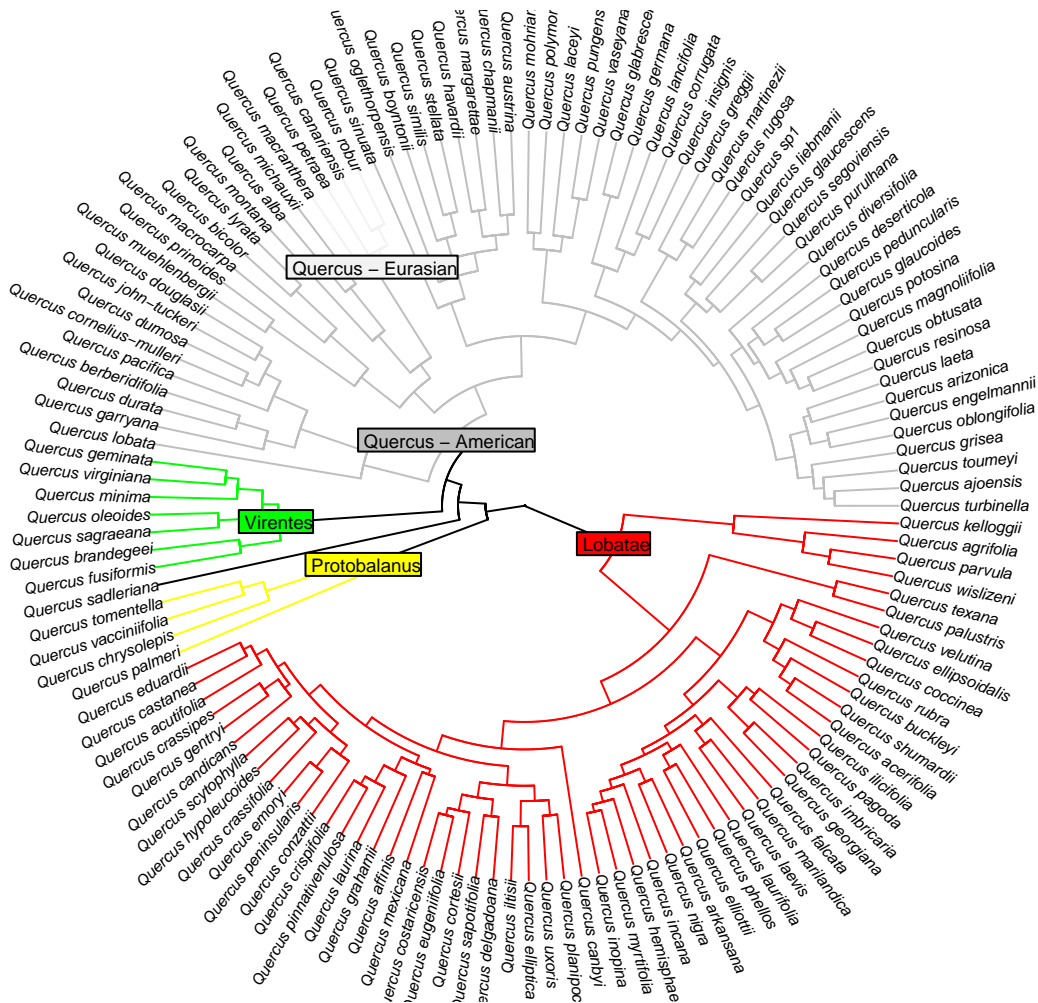 Quercus mohriar
Quercus polymor
Quercus laceyi
Quercus pungens
Quercus vaseyana
Quercus glabrescen
Quercus germana
Quercus lancifolia
Quercus corrugata
Quercus insignis
Quercus greggii
Quercus martinezii
Quercus rugosa
Quercus sp1
Quercus liebmanii
Quercus glaucescens
Quercus segoviensis
Quercus purulhana
Quercus diversifolia
Quercus deserticola
Quercus peduncularis
Quercus glaucoides
Quercus potosina
Quercus magnoliifolia
Quercus obtusata
Quercus resinosa
Quercus laeta
Quercus arizonica
Quercus engelmannii
Quercus oblongifolia
Quercus grisea
Quercus toumeyi
Quercus ajoensis
Quercus turbinella
Quercus kelloggii
Quercus agrifolia
Quercus parvula
Quercus wislizeni
Quercus texana
Quercus palustris
Quercus velutina
Quercus ellipsoidalis
Quercus coccinea
Quercus rubra
Quercus buckleyi
Quercus shumardii
Quercus acerifolia
Quercus ilicifolia
Quercus imbricaria
Quercus pagoda
Quercus georgiana
Quercus falcata
Quercus marilandica
Quercus laevis
Quercus laurifolia
Quercus phellos
Quercus elliottii
Quercus arkansana
Quercus nigra
Quercus incana
Quercus hemisphae
Quercus myrtifolia
Quercus inopina
Quercus canbyi
Quercus planipoc
Quercus uxoris
Quercus elliptica
Quercus iltisii
uercus delgadoana
Quercus sapotifolia
Quercus cortesii
Quercus eugeniifolia
Quercus costaricensis
Quercus mexicana
Quercus affinis
Quercus grahamii
Quercus laurina
Quercus pinnativenulosa
Quercus crispifolia
Quercus conzattii
Quercus peninsularis
Quercus emoryi
Quercus crassifolia
Quercus hypoleucoides
Quercus scytophylla
Quercus candicans
Quercus gentryi
Quercus crassipes
Quercus acutifolia
Quercus castanea
Quercus eduardii
Quercus palmeri
Quercus chrysolepis
Quercus vacciniifolia
Quercus tomentella
Quercus sadleriana
Quercus fusiformis
Quercus brandegeei
Quercus sagraeana
Quercus oleoides
Quercus minima
Quercus virginiana
Quercus geminata
Quercus lobata
Quercus garryana
Quercus durata
Quercus berberidifolia
Quercus pacifica
Quercus cornelius−mulleri
Quercus dumosa
Quercus john−tuckeri
Quercus douglasii
Quercus muehlenbergii
Quercus prinoides
Quercus macrocarpa
Quercus bicolor
Quercus lyrata
Quercus montana
Quercus alba
Quercus michauxii
Quercus petraea
Quercus macranthera
Quercus canariensis
Quercus robur
Quercus sinuata
uercus oglethorpensis
Quercus boyntonii
Quercus similis
Quercus stellata
Quercus havardii
uercus margarettae
uercus chapmanii
Quercus austrina
Quercus − Eurasian
Quercus − American
Virentes
Protobalanus
Lobatae